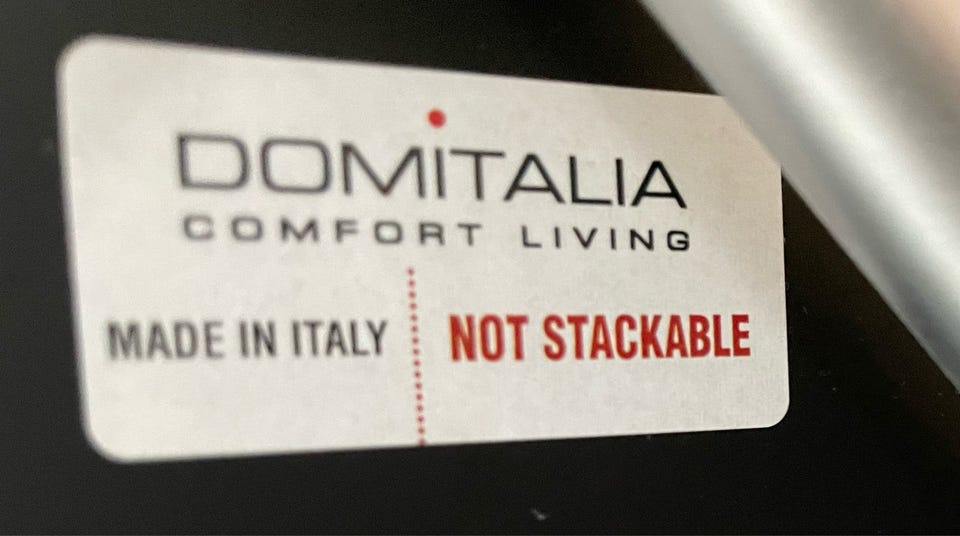 DOMITALIA
COMFORT LIVING
MADE IN ITALY
NOT STACKABLE